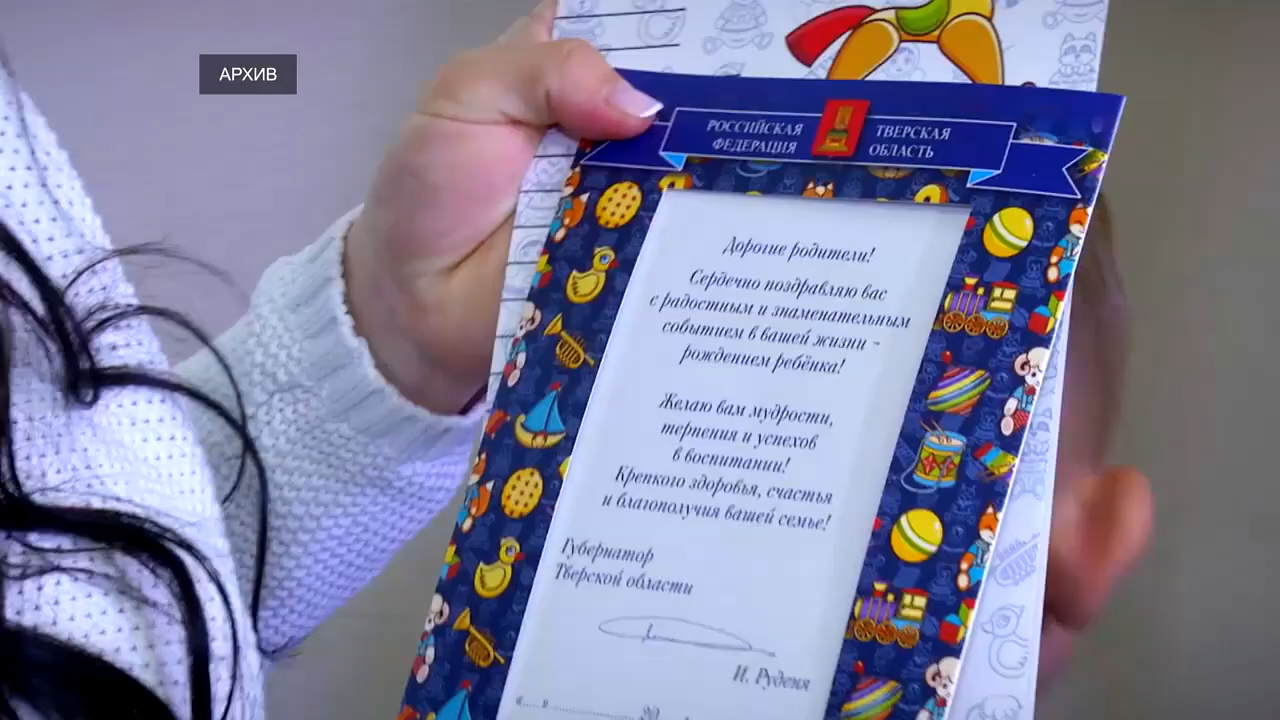 АРХИВ
РОССИЙСКАЯ
ФЕДЕРАЦИЯ
ТВЕРСКАЯ
ОБЛАСТЬ
Дорогие родители!
Сердечно поздравляю вас
с радостным и знаменательным
событием в вашей жизни –
рождением ребёнка!
Желаю вам мудрости,
терпения и успехов
в воспитании!
Крепкого здоровья, счастья
и благополучия вашей семье!
Губернатор
Тверской области
И. Руденя